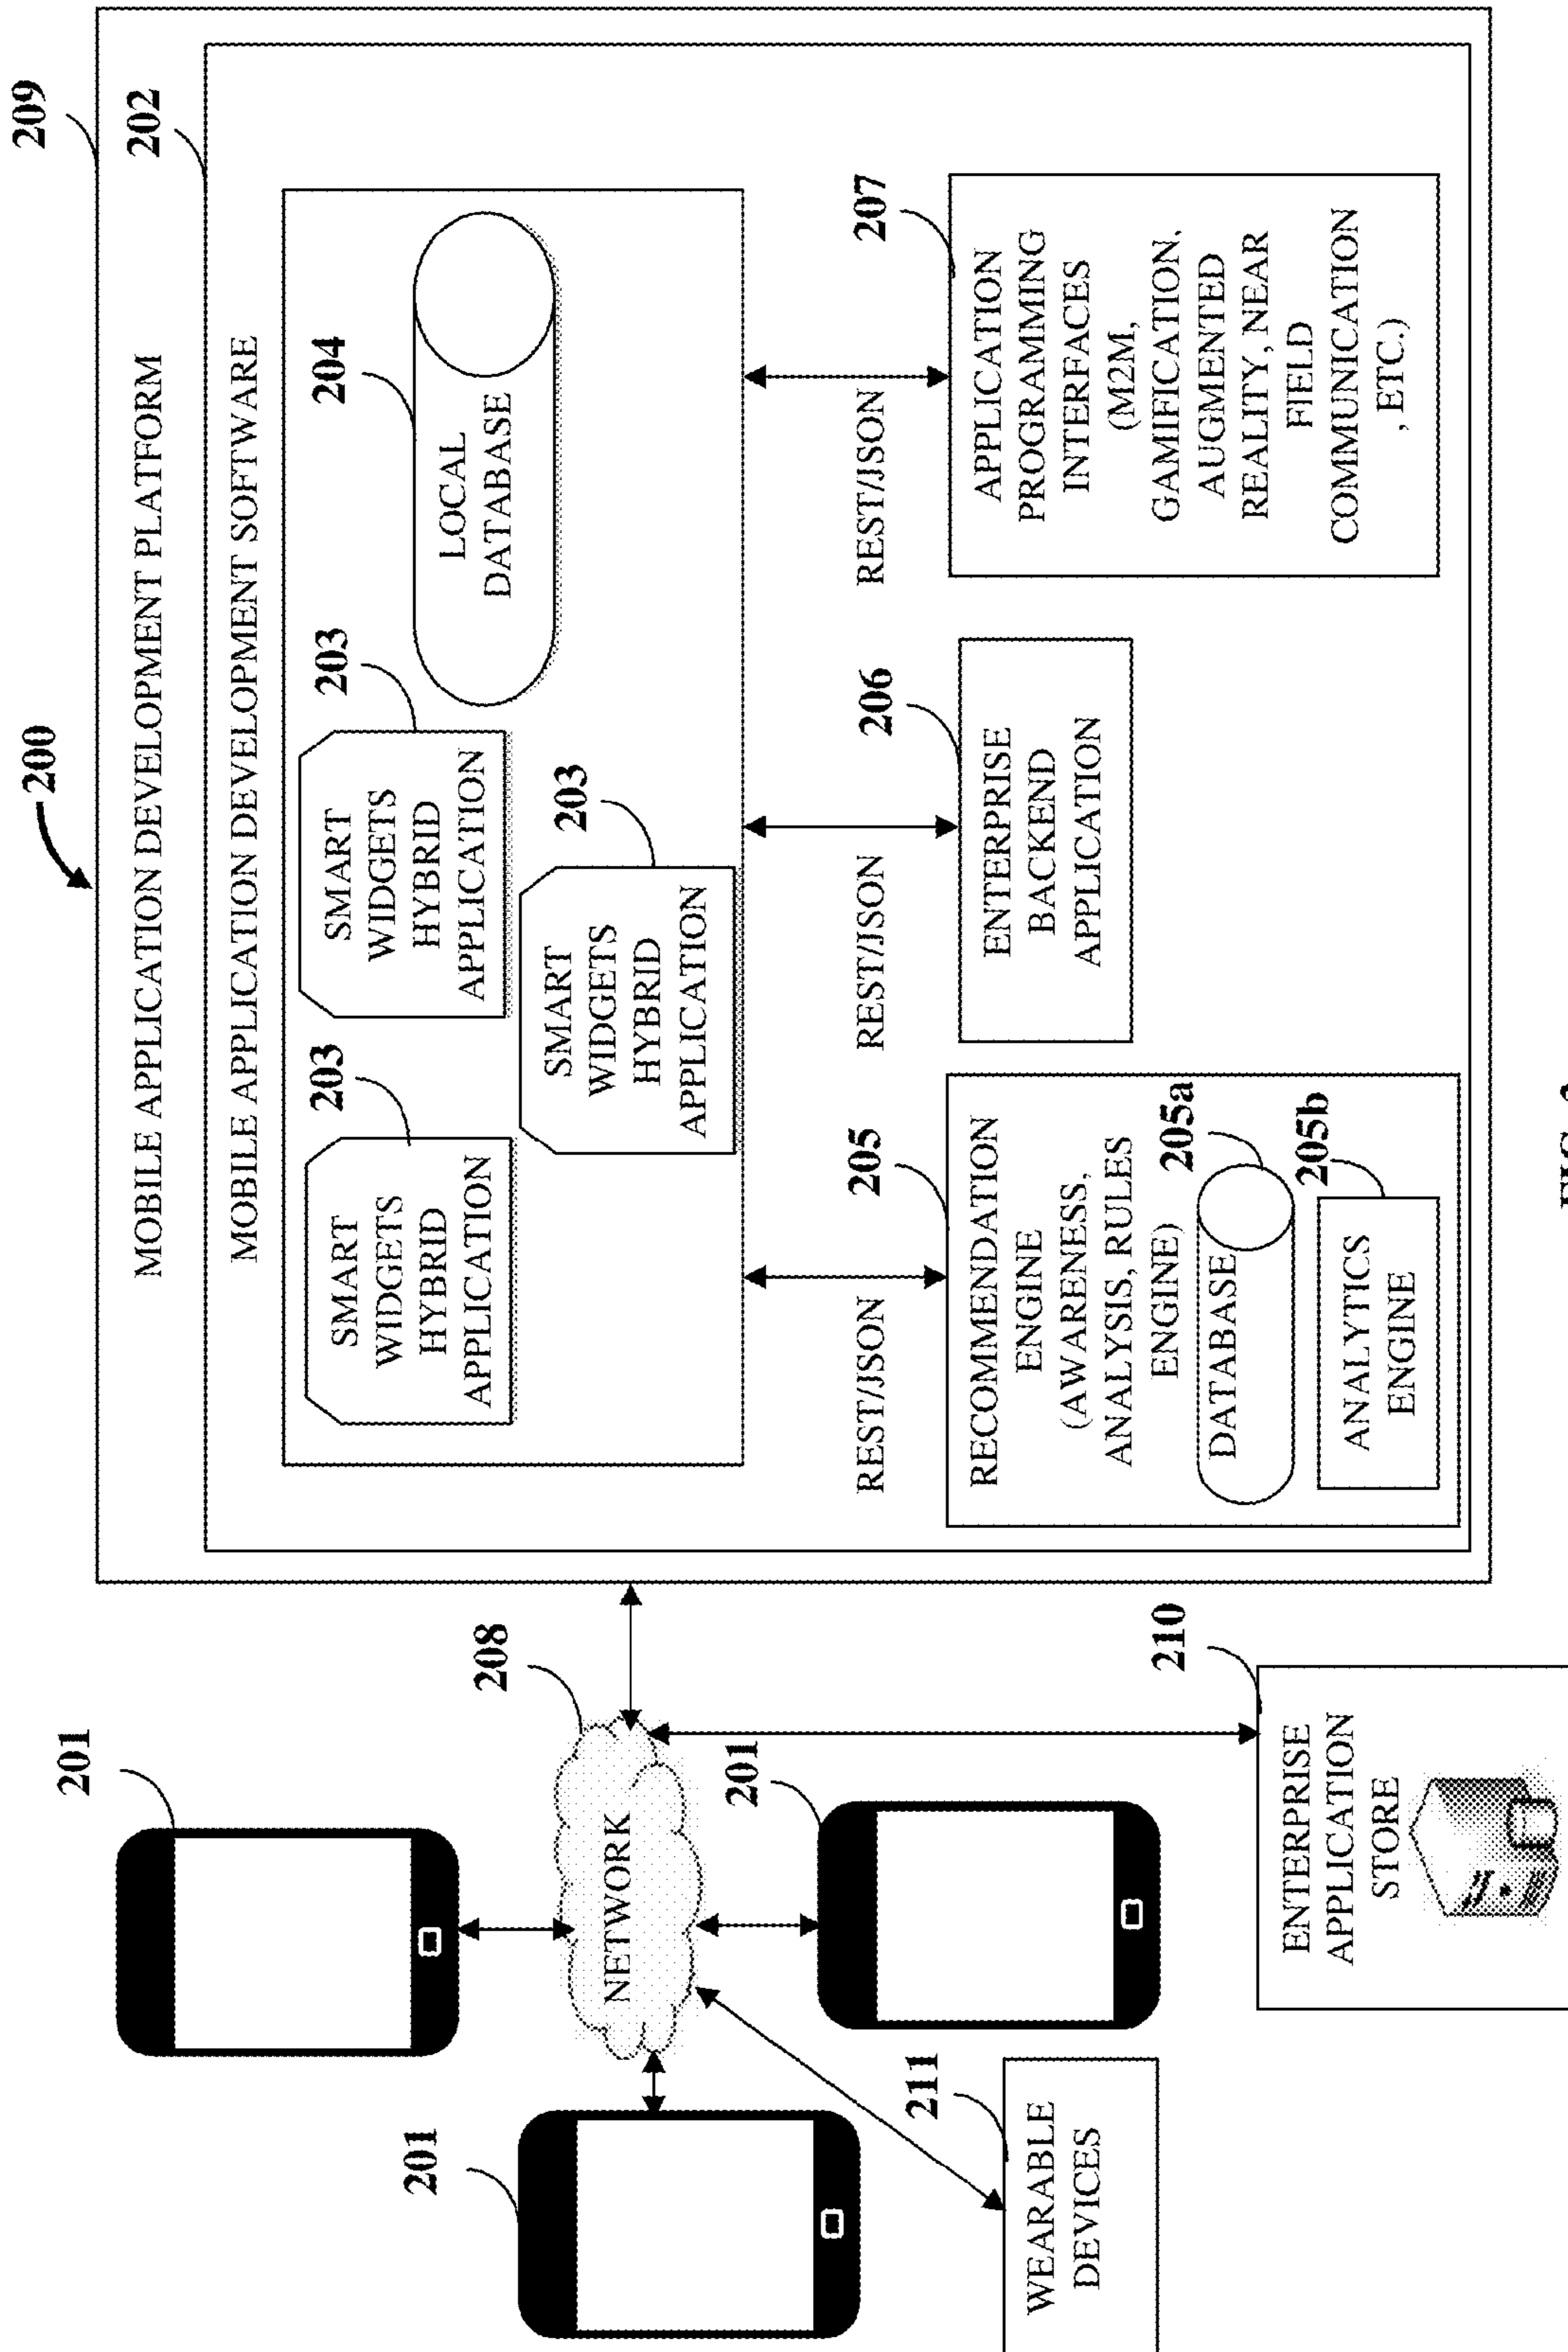 200
209
MOBILE APPLICATION DEVELOPMENT PLATFORM
202
MOBILE APPLICATION DEVELOPMENT SOFTWARE
203
SMART
WIDGETS
HYBRID
APPLICATION
203
SMART
WIDGETS
HYBRID
APPLICATION
203
SMART
WIDGETS
HYBRID
APPLICATION
204
LOCAL
DATABASE
REST/JSON
REST/JSON
REST/JSON
205
RECOMMENDATION
ENGINE
(AWARENESS,
ANALYSIS, RULES
ENGINE)
205a
DATABASE
205b
ANALYTICS
ENGINE
206
ENTERPRISE
BACKEND
APPLICATION
207
APPLICATION
PROGRAMMING
INTERFACES
(M2M,
GAMIFICATION,
AUGMENTED
REALITY, NEAR
FIELD
COMMUNICATION
, ETC.)
201
201
201
208
NETWORK
211
WEARABLE
DEVICES
210
ENTERPRISE
APPLICATION
STORE